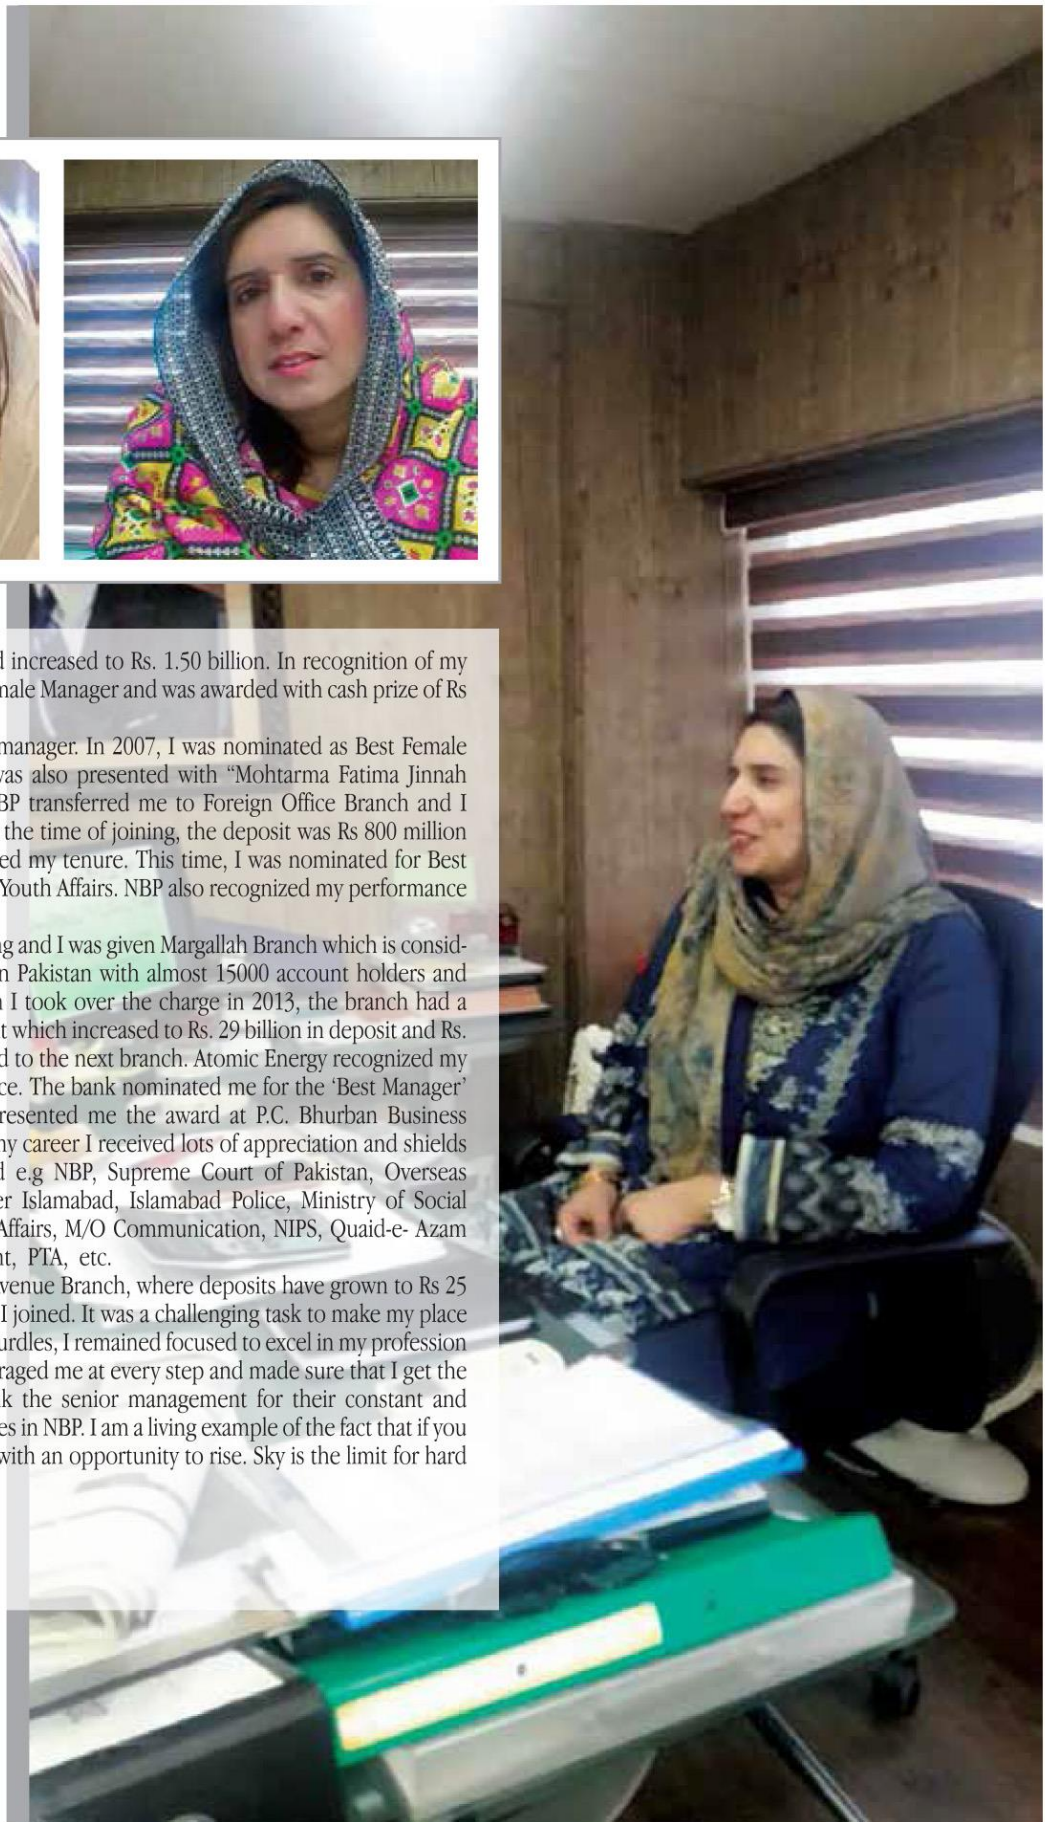 increased to Rs. 1.50 billion. In recognition of my
Manager and was awarded with cash prize of Rs
manager. In 2007, I was nominated as Best Female
was also presented with “Mohtarma Fatima Jinnah
transferred me to Foreign Office Branch and I
the time of joining, the deposit was Rs 800 million
my tenure. This time, I was nominated for Best
Youth Affairs. NBP also recognized my performance
and I was given Margallah Branch which is consid-
Pakistan with almost 15000 account holders and
I took over the charge in 2013, the branch had a
which increased to Rs. 29 billion in deposit and Rs.
to the next branch. Atomic Energy recognized my
The bank nominated me for the ‘Best Manager’
presented me the award at P.C. Bhurban Business
my career I received lots of appreciation and shields
e.g NBP, Supreme Court of Pakistan, Overseas
Islamabad, Islamabad Police, Ministry of Social
Affairs, M/O Communication, NIPS, Quaid-e- Azam
PTA, etc.
venue Branch, where deposits have grown to Rs 25
I joined. It was a challenging task to make my place
urdles, I remained focused to excel in my profession
raged me at every step and made sure that I get the
the senior management for their constant and
in NBP. I am a living example of the fact that if you
with an opportunity to rise. Sky is the limit for hard